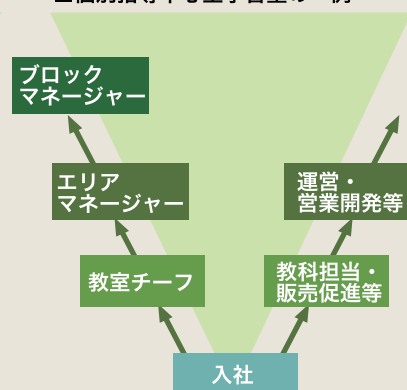 ブロック
マネージャー
エリア
マネージャー
運営・
営業開発等
教室チーフ
教科担当・
販売促進等
入社